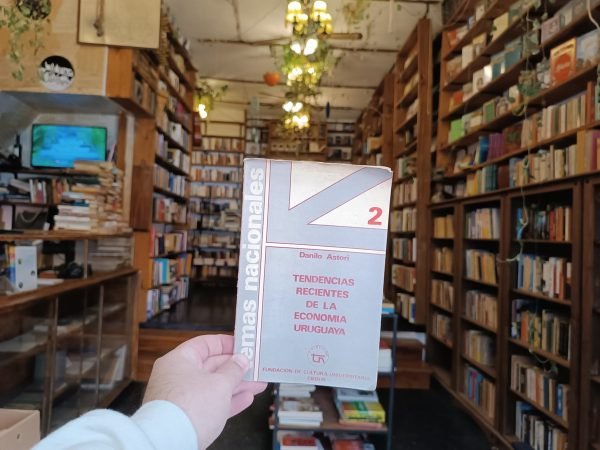 temas nacionales
2
Danilo Astori
TENDENCIAS
RECIENTES
DE LA
ECONOMIA
URUGUAYA
FUNDACION DE CULTURA UNIVERSITARIA